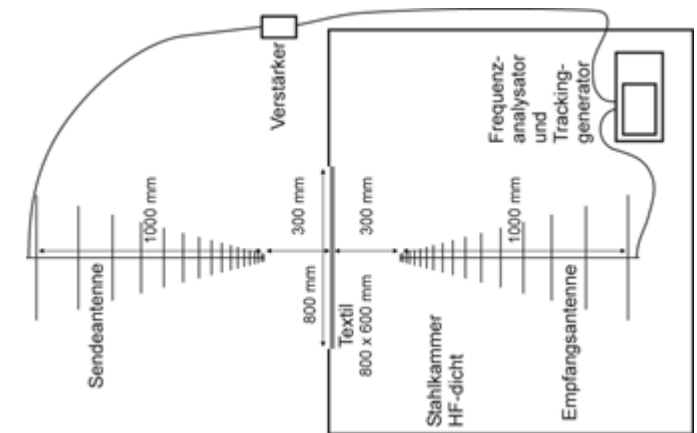 Sendeantenne
1000 mm
Verstärker
300 mm
800 mm
Textil
800 x 600 mm
300 mm
Stahlkammer
HF-dicht
1000 mm
Empfangsantenne
Frequenz-
analysator
und
Tracking-
generator